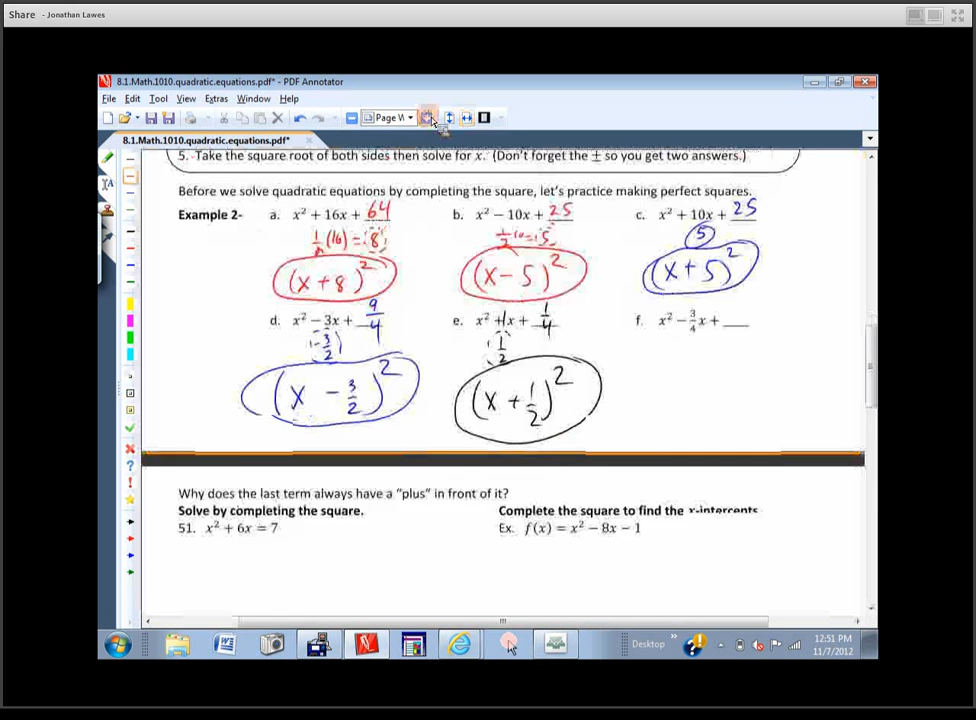 Share - Jonathan Lawes
8.1.Math.1010.quadratic.equations.pdf* - PDF Annotator
File Edit Tool View Extras Window Help
Page W
8.1.Math.1010.quadratic.equations.pdf*
5. Take the square root of both sides then solve for x. (Don't forget the ± so you get two answers.)
Before we solve quadratic equations by completing the square, let's practice making perfect squares.
Example 2- a. x² + 16x + 64 b. x² − 10x + 25 c. x² + 10x + 25
1/2 (16) = 8 5
(x + 8)² (x − 5)² (x + 5)²
d. x² − 3x + 9/4 e. x² + 1x + 1/4 f. x² − 3/4 x + ___
− 3/2 1/2
(x − 3/2)² (x + 1/2)²
Why does the last term always have a "plus" in front of it?
Solve by completing the square. Complete the square to find the x-intercepts
51. x² + 6x = 7 Ex. f(x) = x² − 8x − 1
Desktop 12:51 PM
11/7/2012